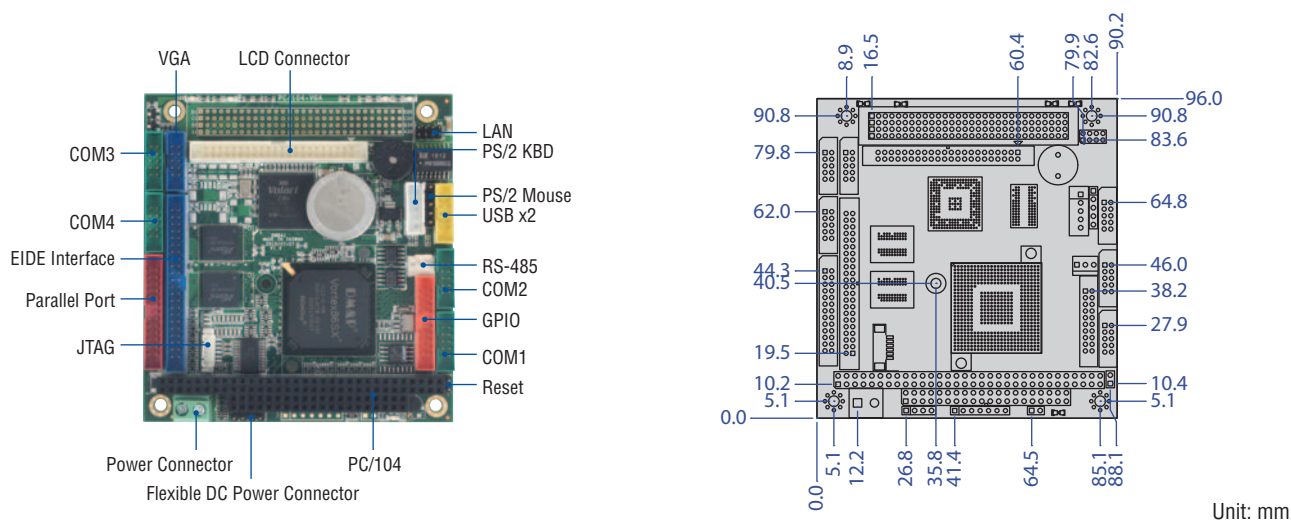 VGA
LCD Connector
COM3
COM4
EIDE Interface
Parallel Port
JTAG
LAN
PS/2 KBD
PS/2 Mouse
USB x2
RS-485
COM2
GPIO
COM1
Reset
Power Connector
PC/104
Flexible DC Power Connector
8.9
16.5
60.4
79.9
82.6
90.2
90.8
79.8
62.0
44.3
40.5
19.5
10.2
5.1
0.0
96.0
90.8
83.6
64.8
46.0
38.2
27.9
10.4
5.1
0.0
5.1
12.2
26.8
35.8
41.4
64.5
85.1
88.1
Unit: mm